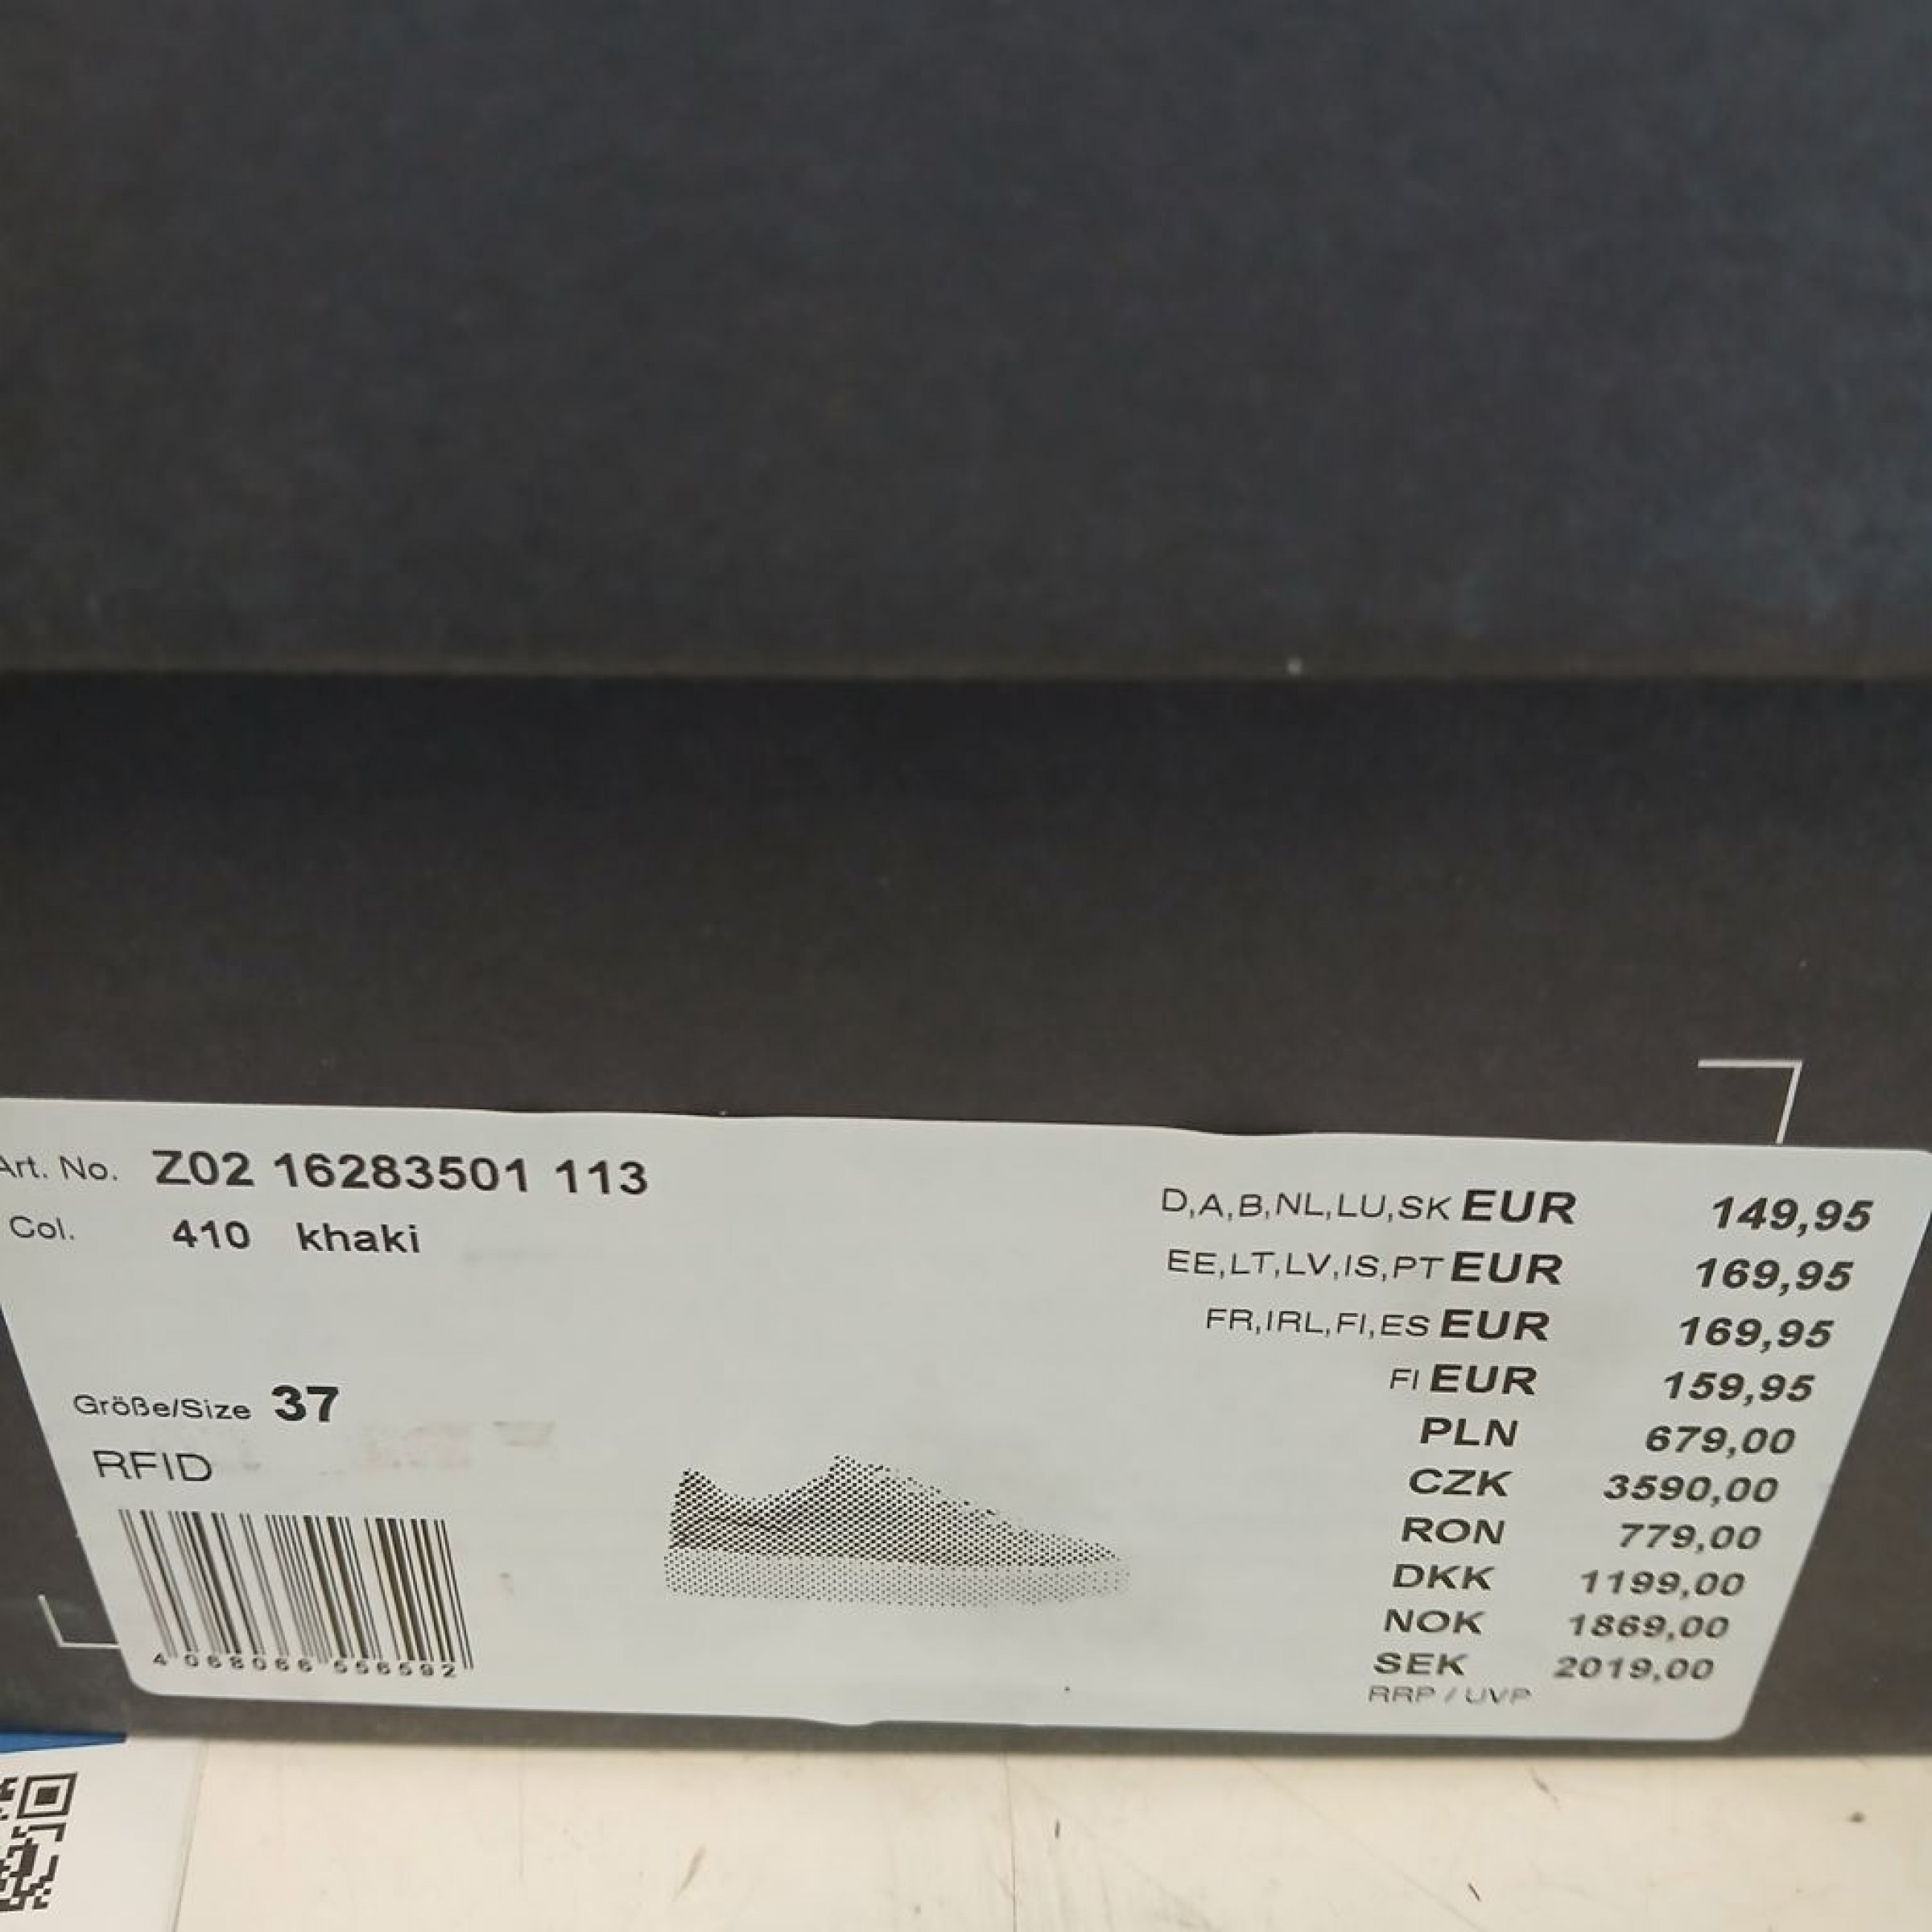 Art. No. Z02 16283501 113
Col. 410 khaki
Größe/Size 37
RFID
4 068066 556592
D,A,B,NL,LU,SK EUR 149,95
EE,LT,LV,IS,PT EUR 169,95
FR,IRL,FI,ES EUR 169,95
FI EUR 159,95
PLN 679,00
CZK 3590,00
RON 779,00
DKK 1199,00
NOK 1869,00
SEK 2019,00
RRP / UVP